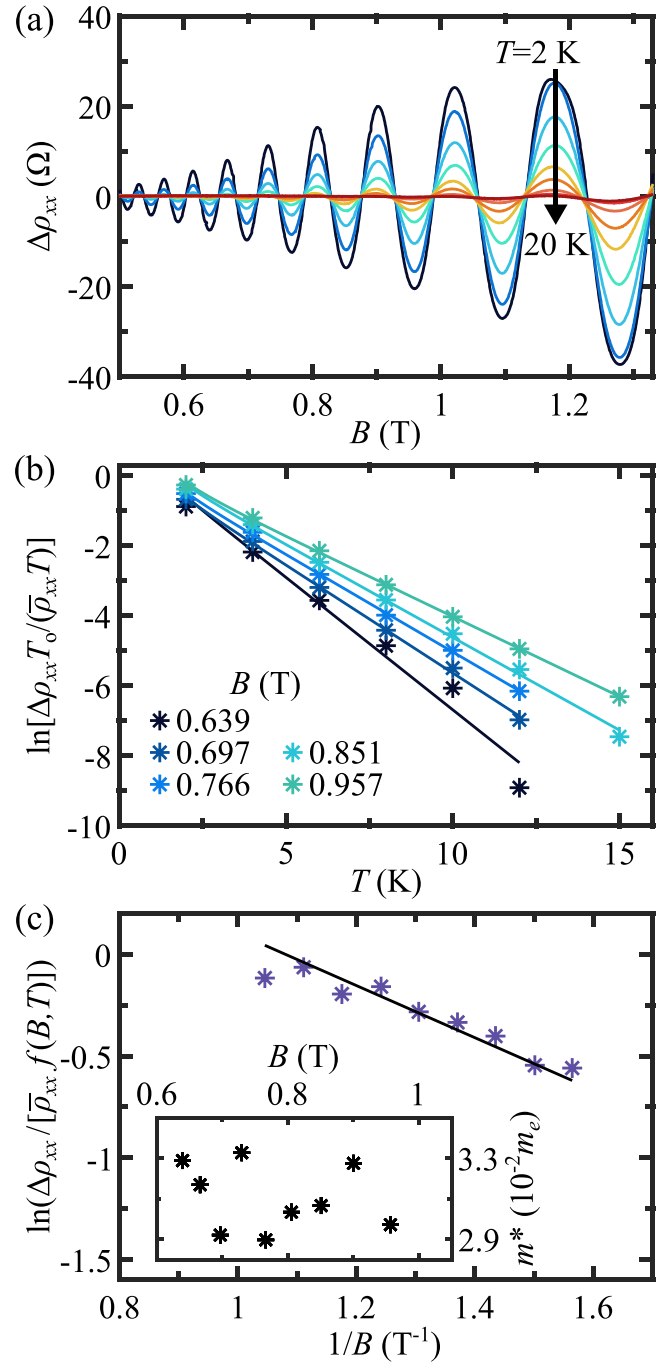 (a)
40
20
0
-20
-40
Δρxx (Ω)
T=2 K
20 K
0.6 0.8 1 1.2
B (T)
(b)
0
-2
-4
-6
-8
-10
ln[Δρxx To/(ρ̅xx T)]
B (T)
0.639
0.697 0.851
0.766 0.957
0 5 10 15
T (K)
(c)
0
-0.5
-1
-1.5
ln(Δρxx/[ρ̅xx f(B,T)])
B (T)
0.6 0.8 1
3.3
2.9
m* (10⁻²me)
0.8 1 1.2 1.4 1.6
1/B (T⁻¹)